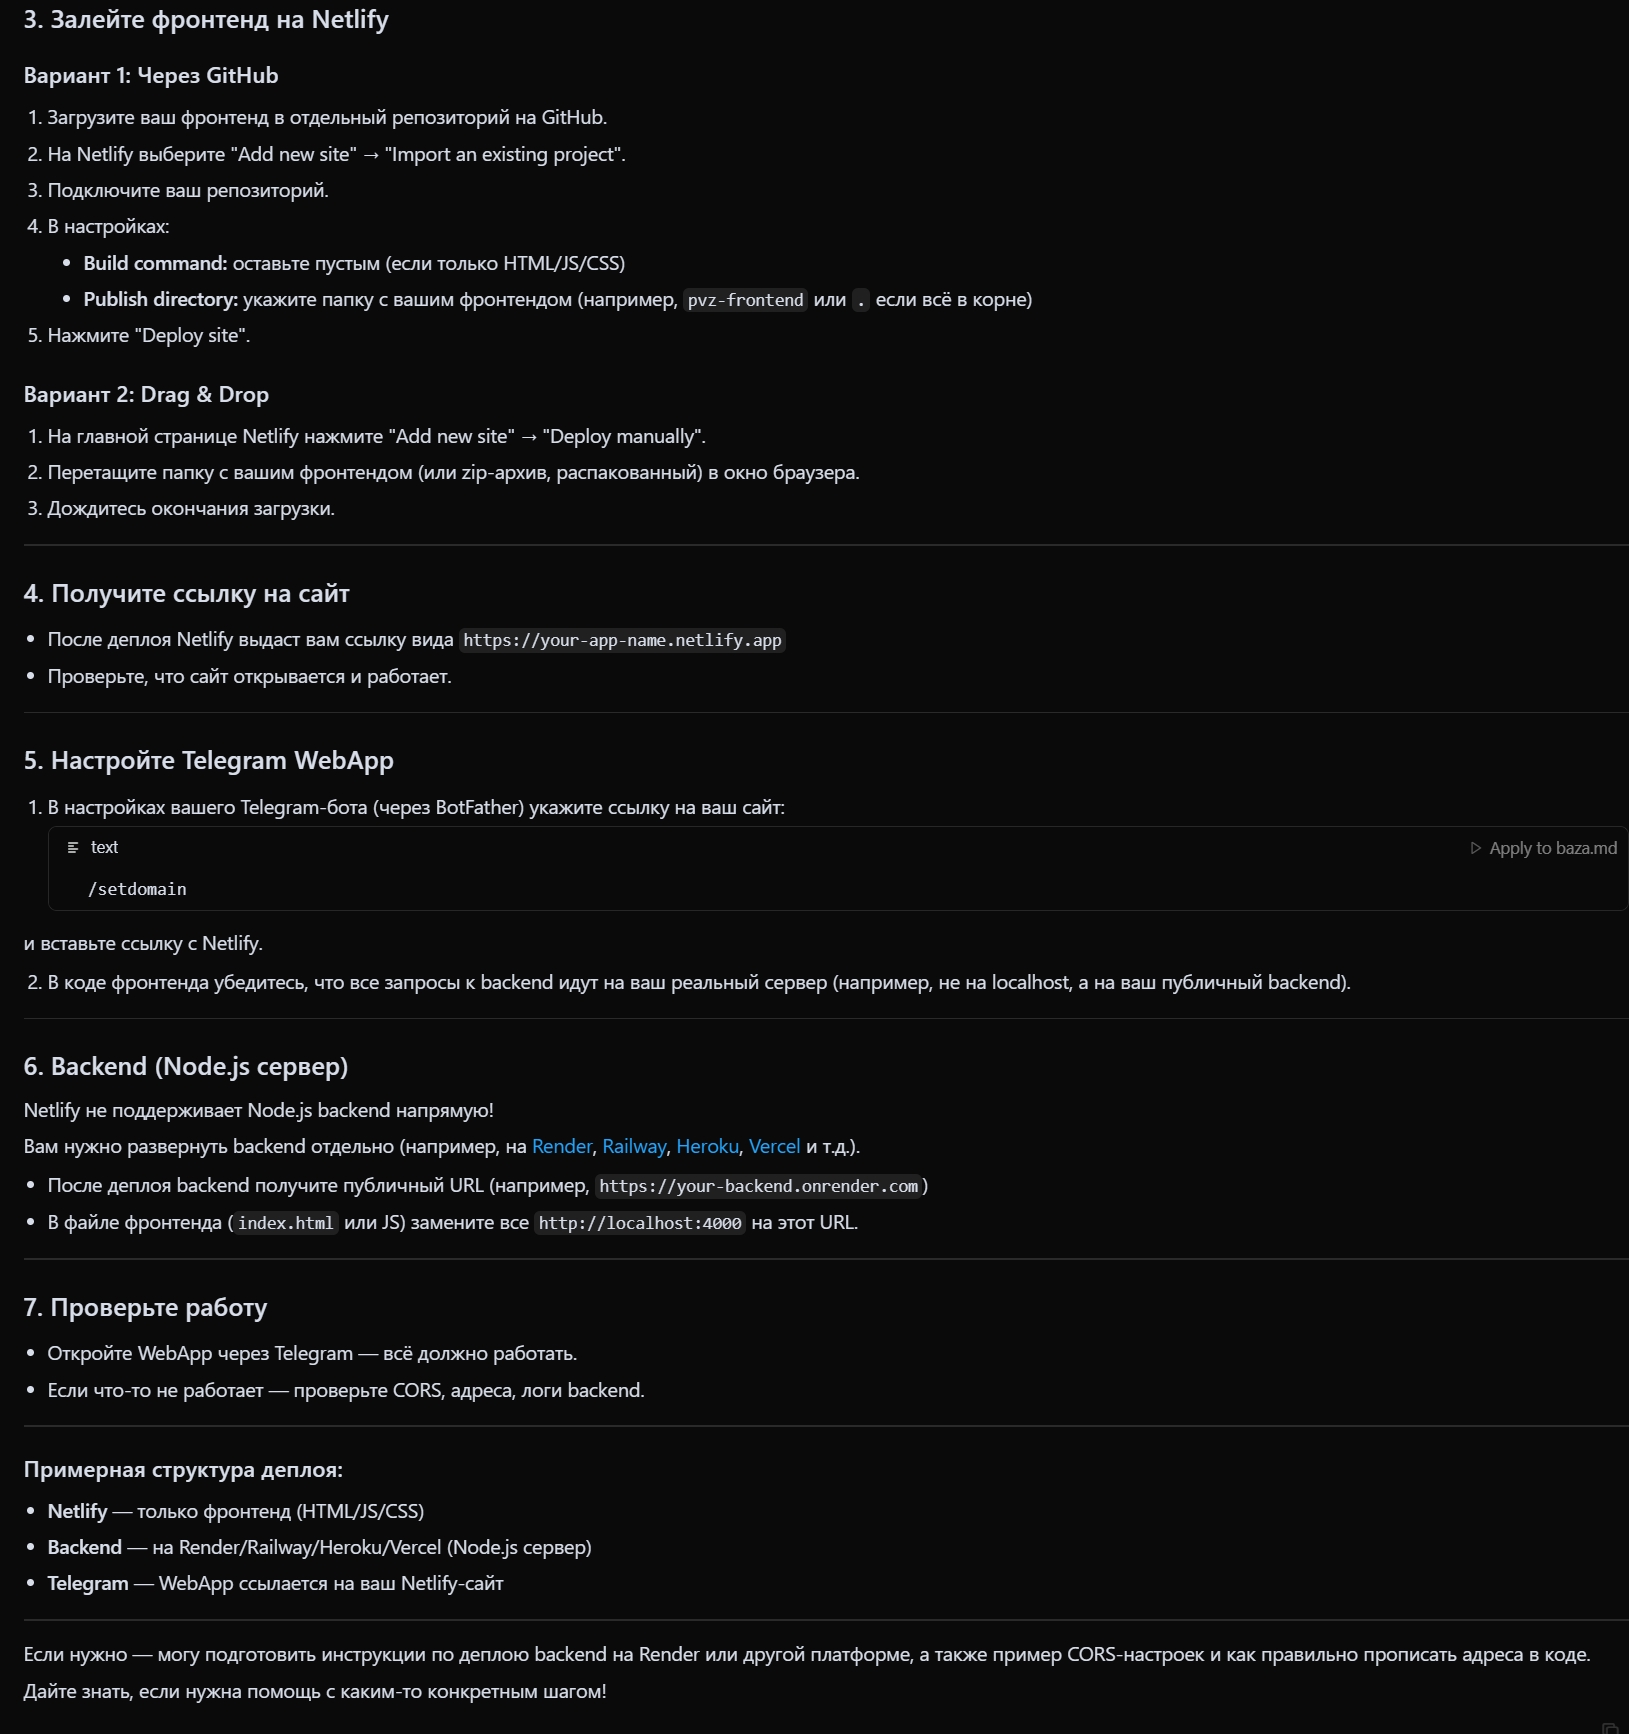 3. Залейте фронтенд на Netlify
Вариант 1: Через GitHub
1. Загрузите ваш фронтенд в отдельный репозиторий на GitHub.
2. На Netlify выберите "Add new site" → "Import an existing project".
3. Подключите ваш репозиторий.
4. В настройках:
• Build command: оставьте пустым (если только HTML/JS/CSS)
• Publish directory: укажите папку с вашим фронтендом (например, pvz-frontend или . если всё в корне)
5. Нажмите "Deploy site".
Вариант 2: Drag & Drop
1. На главной странице Netlify нажмите "Add new site" → "Deploy manually".
2. Перетащите папку с вашим фронтендом (или zip-архив, распакованный) в окно браузера.
3. Дождитесь окончания загрузки.
4. Получите ссылку на сайт
• После деплоя Netlify выдаст вам ссылку вида https://your-app-name.netlify.app
• Проверьте, что сайт открывается и работает.
5. Настройте Telegram WebApp
1. В настройках вашего Telegram-бота (через BotFather) укажите ссылку на ваш сайт:
text Apply to baza.md
/setdomain
и вставьте ссылку с Netlify.
2. В коде фронтенда убедитесь, что все запросы к backend идут на ваш реальный сервер (например, не на localhost, а на ваш публичный backend).
6. Backend (Node.js сервер)
Netlify не поддерживает Node.js backend напрямую!
Вам нужно развернуть backend отдельно (например, на Render, Railway, Heroku, Vercel и т.д.).
• После деплоя backend получите публичный URL (например, https://your-backend.onrender.com)
• В файле фронтенда (index.html или JS) замените все http://localhost:4000 на этот URL.
7. Проверьте работу
• Откройте WebApp через Telegram — всё должно работать.
• Если что-то не работает — проверьте CORS, адреса, логи backend.
Примерная структура деплоя:
• Netlify — только фронтенд (HTML/JS/CSS)
• Backend — на Render/Railway/Heroku/Vercel (Node.js сервер)
• Telegram — WebApp ссылается на ваш Netlify-сайт
Если нужно — могу подготовить инструкции по деплою backend на Render или другой платформе, а также пример CORS-настроек и как правильно прописать адреса в коде.
Дайте знать, если нужна помощь с каким-то конкретным шагом!